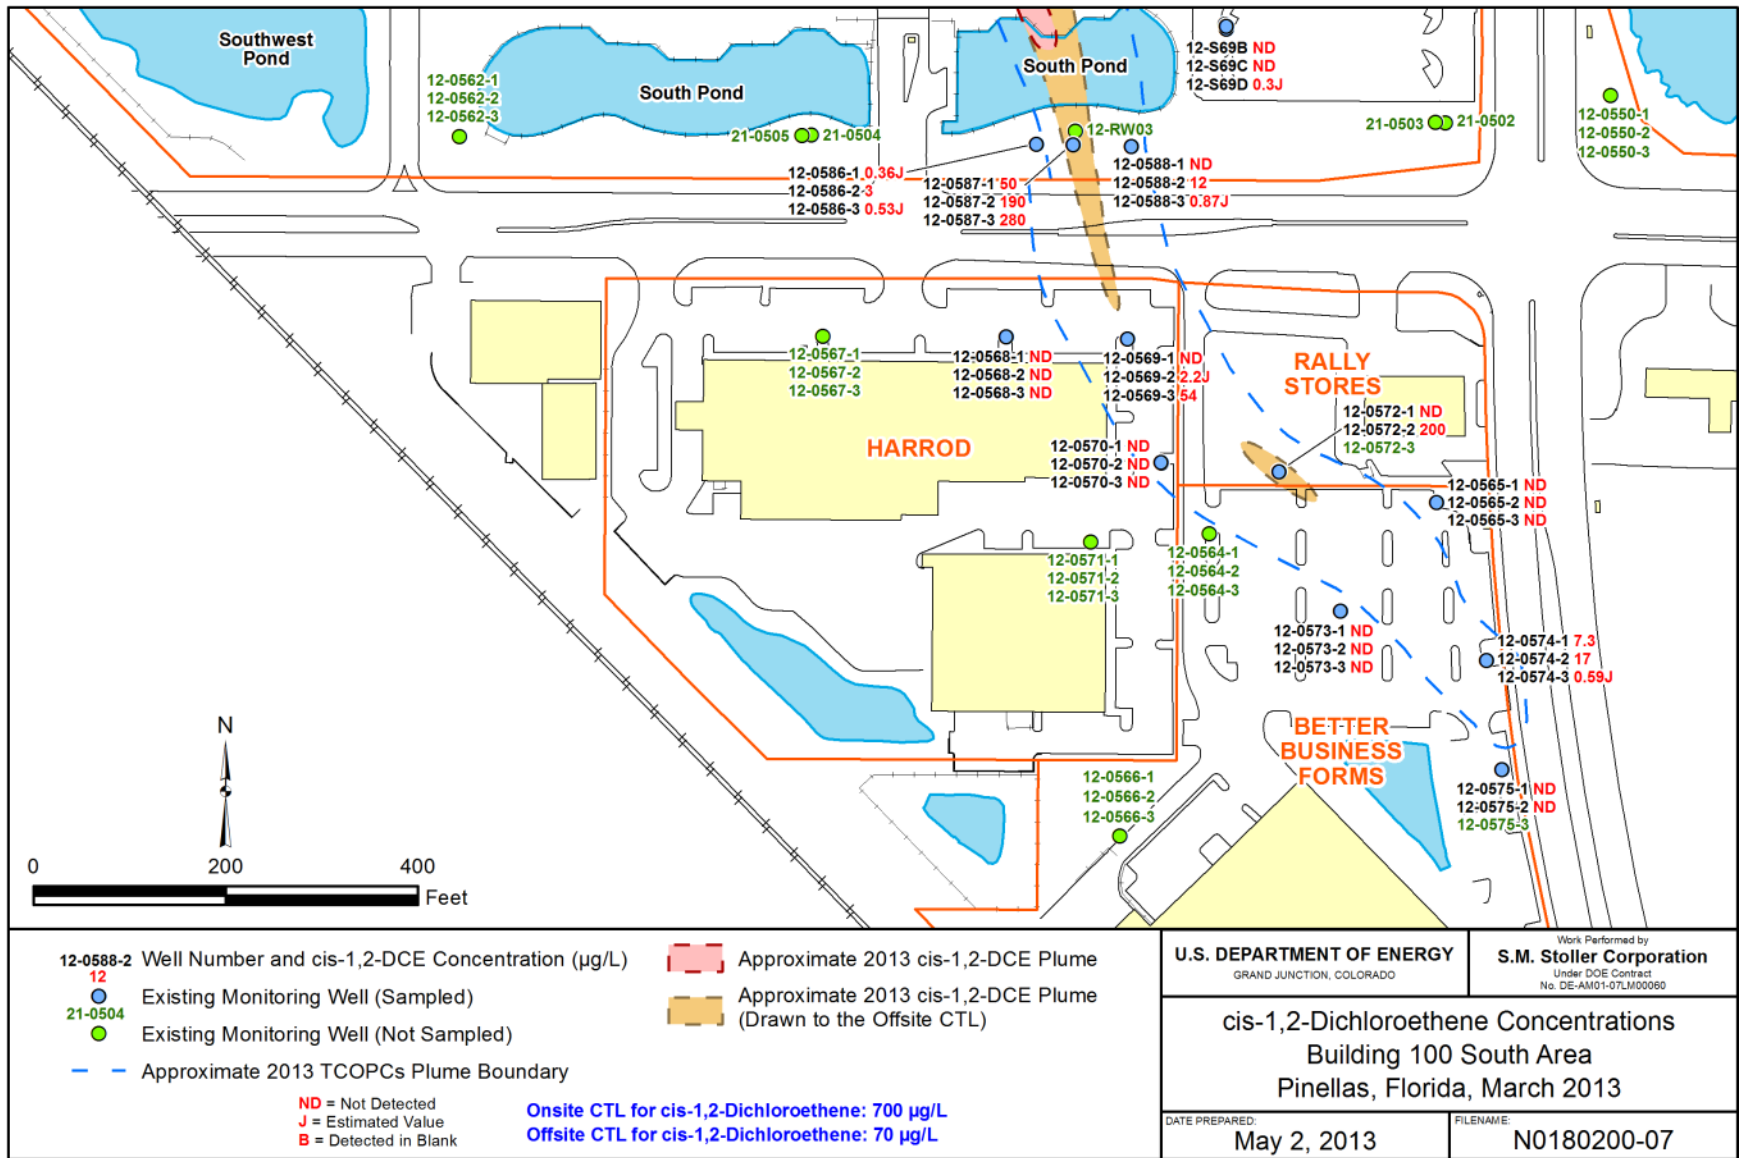 Southwest
Pond
South Pond
South Pond
12-0562-1
12-0562-2
12-0562-3
21-0505
21-0504
12-RW03
12-S69B ND
12-S69C ND
12-S69D 0.3J
21-0503
21-0502
12-0550-1
12-0550-2
12-0550-3
12-0586-1 0.36J
12-0586-2 3
12-0586-3 0.53J
12-0587-1 50
12-0587-2 190
12-0587-3 280
12-0588-1 ND
12-0588-2 12
12-0588-3 0.87J
12-0567-1
12-0567-2
12-0567-3
12-0568-1 ND
12-0568-2 ND
12-0568-3 ND
12-0569-1 ND
12-0569-2 2.2J
12-0569-3 54
RALLY
STORES
12-0572-1 ND
12-0572-2 200
12-0572-3
HARROD
12-0570-1 ND
12-0570-2 ND
12-0570-3 ND
12-0565-1 ND
12-0565-2 ND
12-0565-3 ND
12-0571-1
12-0571-2
12-0571-3
12-0564-1
12-0564-2
12-0564-3
12-0573-1 ND
12-0573-2 ND
12-0573-3 ND
12-0574-1 7.3
12-0574-2 17
12-0574-3 0.59J
BETTER
BUSINESS
FORMS
12-0575-1 ND
12-0575-2 ND
12-0575-3
12-0566-1
12-0566-2
12-0566-3
N
0 200 400
Feet
12-0588-2
12
Well Number and cis-1,2-DCE Concentration (µg/L)
Existing Monitoring Well (Sampled)
21-0504
Existing Monitoring Well (Not Sampled)
Approximate 2013 TCOPCs Plume Boundary
ND = Not Detected
J = Estimated Value
B = Detected in Blank
Approximate 2013 cis-1,2-DCE Plume
Approximate 2013 cis-1,2-DCE Plume
(Drawn to the Offsite CTL)
Onsite CTL for cis-1,2-Dichloroethene: 700 µg/L
Offsite CTL for cis-1,2-Dichloroethene: 70 µg/L
U.S. DEPARTMENT OF ENERGY
GRAND JUNCTION, COLORADO
Work Performed by
S.M. Stoller Corporation
Under DOE Contract
No. DE-AM01-07LM00060
cis-1,2-Dichloroethene Concentrations
Building 100 South Area
Pinellas, Florida, March 2013
DATE PREPARED:
May 2, 2013
FILENAME:
N0180200-07